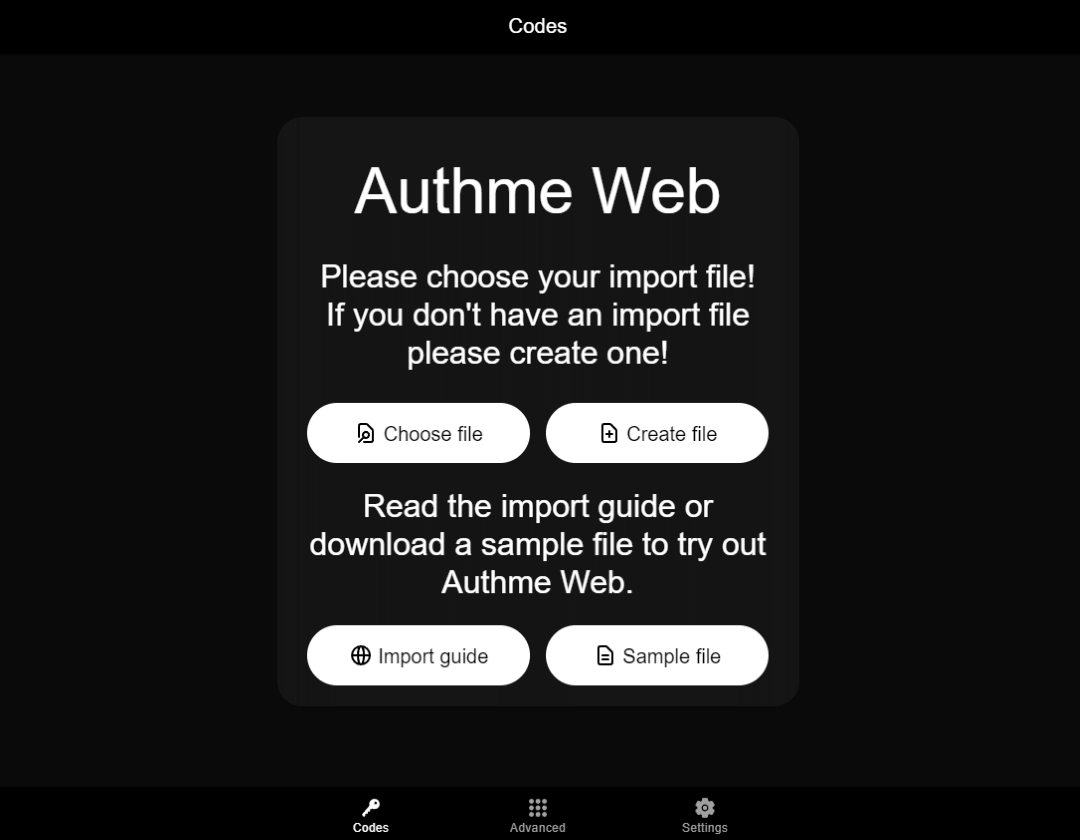 Codes
Authme Web
Please choose your import file!
If you don't have an import file
please create one!
Choose file
Create file
Read the import guide or
download a sample file to try out
Authme Web.
Import guide
Sample file
Codes
Advanced
Settings